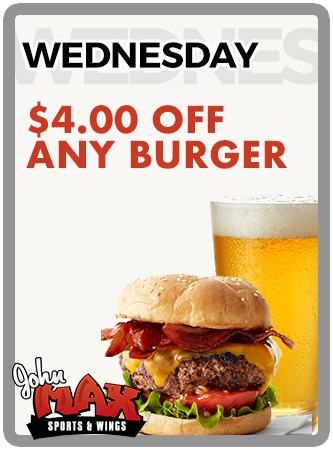 WEDNESDAY
$4.00 OFF
ANY BURGER
John
MAX
SPORTS & WINGS